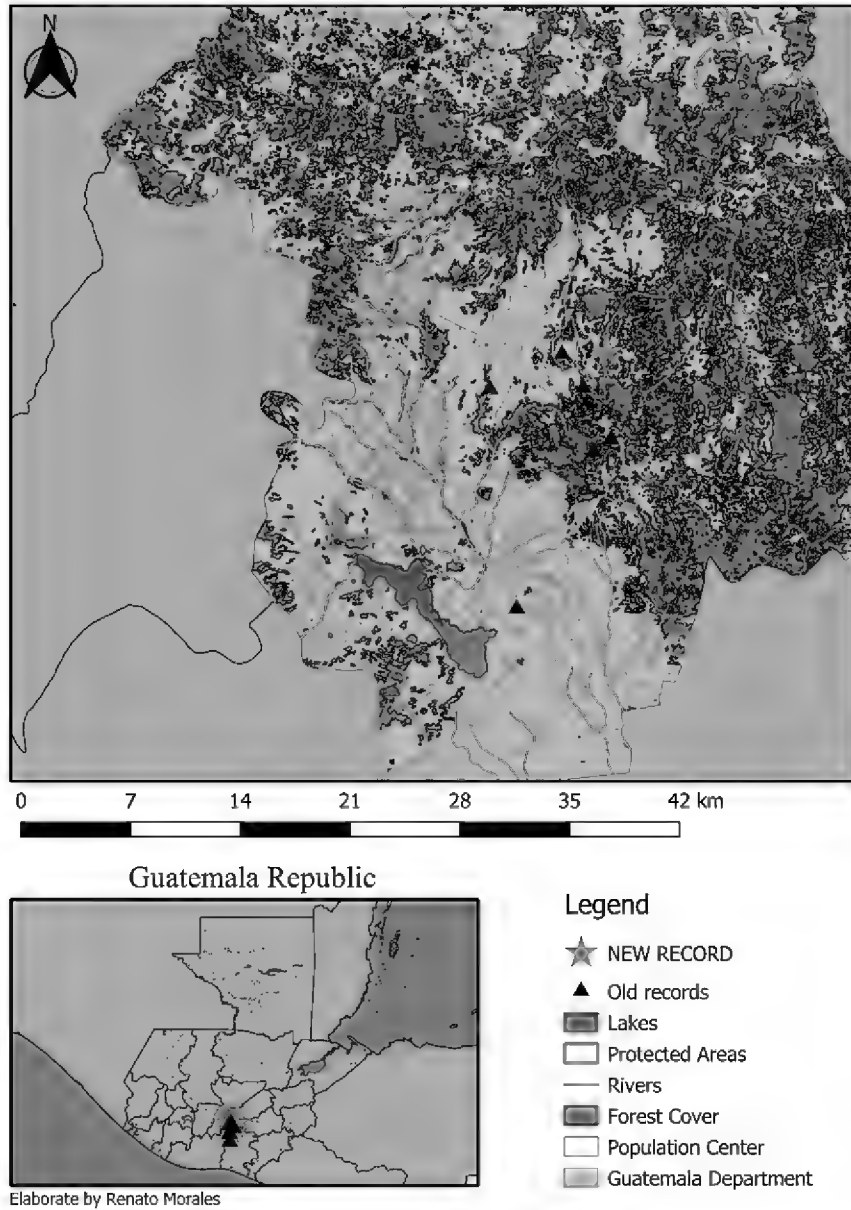 N
0 7 14 21 28 35 42 km
Guatemala Republic
Legend
NEW RECORD
Old records
Lakes
Protected Areas
Rivers
Forest Cover
Population Center
Guatemala Department
Elaborate by Renato Morales